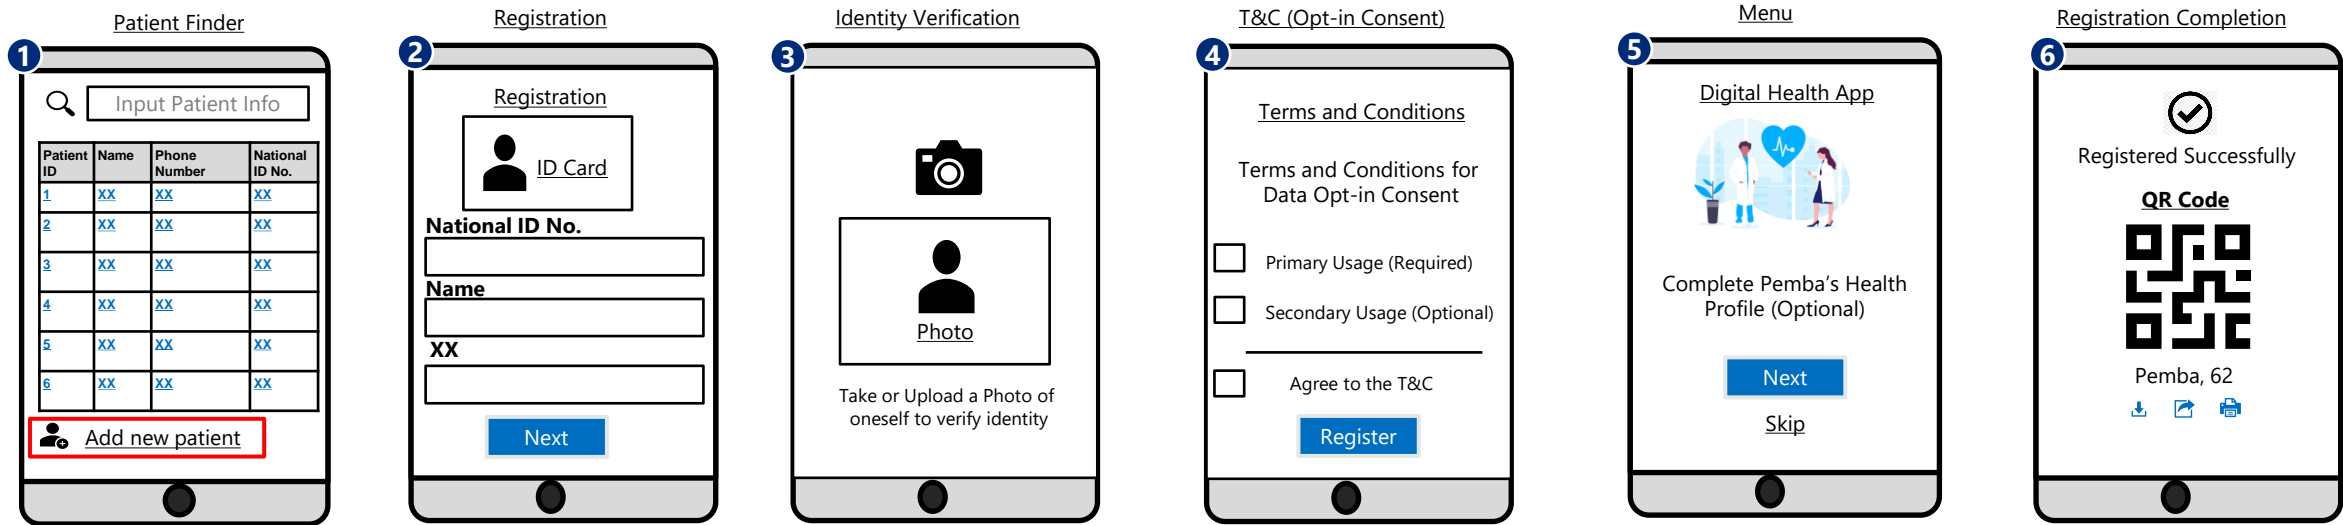 Patient Finder
1
Input Patient Info
Patient ID Name Phone Number National ID No.
1 XX XX XX
2 XX XX XX
3 XX XX XX
4 XX XX XX
5 XX XX XX
6 XX XX XX
Add new patient
Registration
2
Registration
ID Card
National ID No.
Name
XX
Next
Identity Verification
3
Photo
Take or Upload a Photo of
oneself to verify identity
T&C (Opt-in Consent)
4
Terms and Conditions
Terms and Conditions for
Data Opt-in Consent
Primary Usage (Required)
Secondary Usage (Optional)
Agree to the T&C
Register
Menu
5
Digital Health App
Complete Pemba's Health
Profile (Optional)
Next
Skip
Registration Completion
6
Registered Successfully
QR Code
Pemba, 62